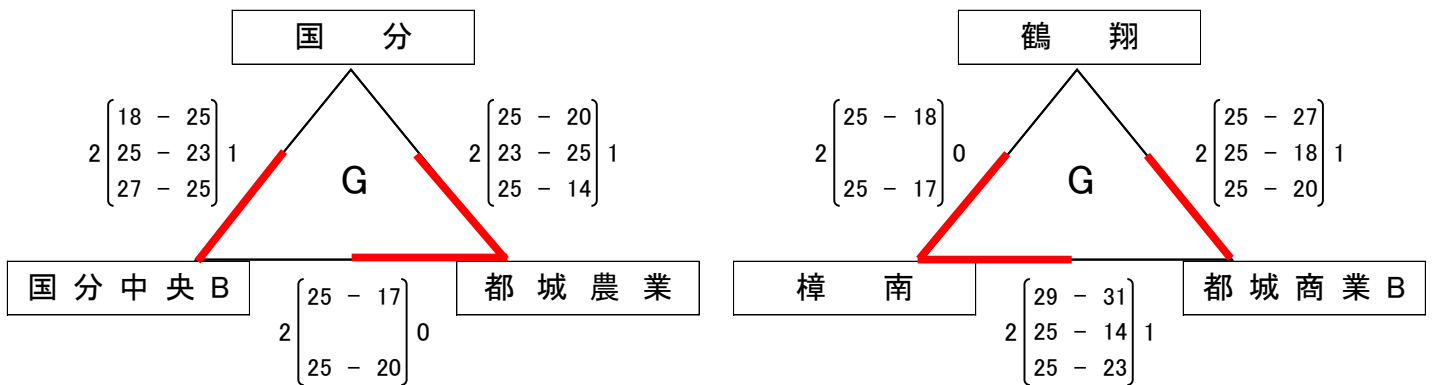 国 分
18 - 25
2 25 - 23 1
27 - 25
25 - 20
2 23 - 25 1
25 - 14
G
国分中央B
都城農業
25 - 17
2 0
25 - 20
鶴 翔
25 - 18
2 0
25 - 17
25 - 27
2 25 - 18 1
25 - 20
G
樟 南
都城商業B
29 - 31
2 25 - 14 1
25 - 23